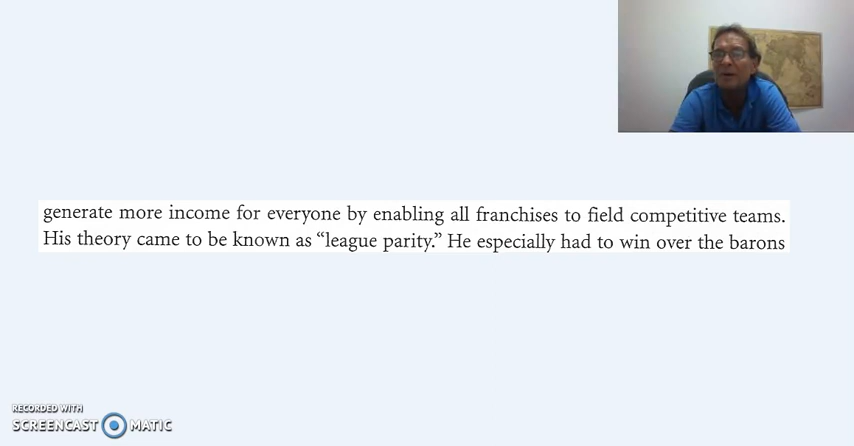 generate more income for everyone by enabling all franchises to field competitive teams.
His theory came to be known as “league parity.” He especially had to win over the barons
RECORDED WITH
SCREENCAST MATIC